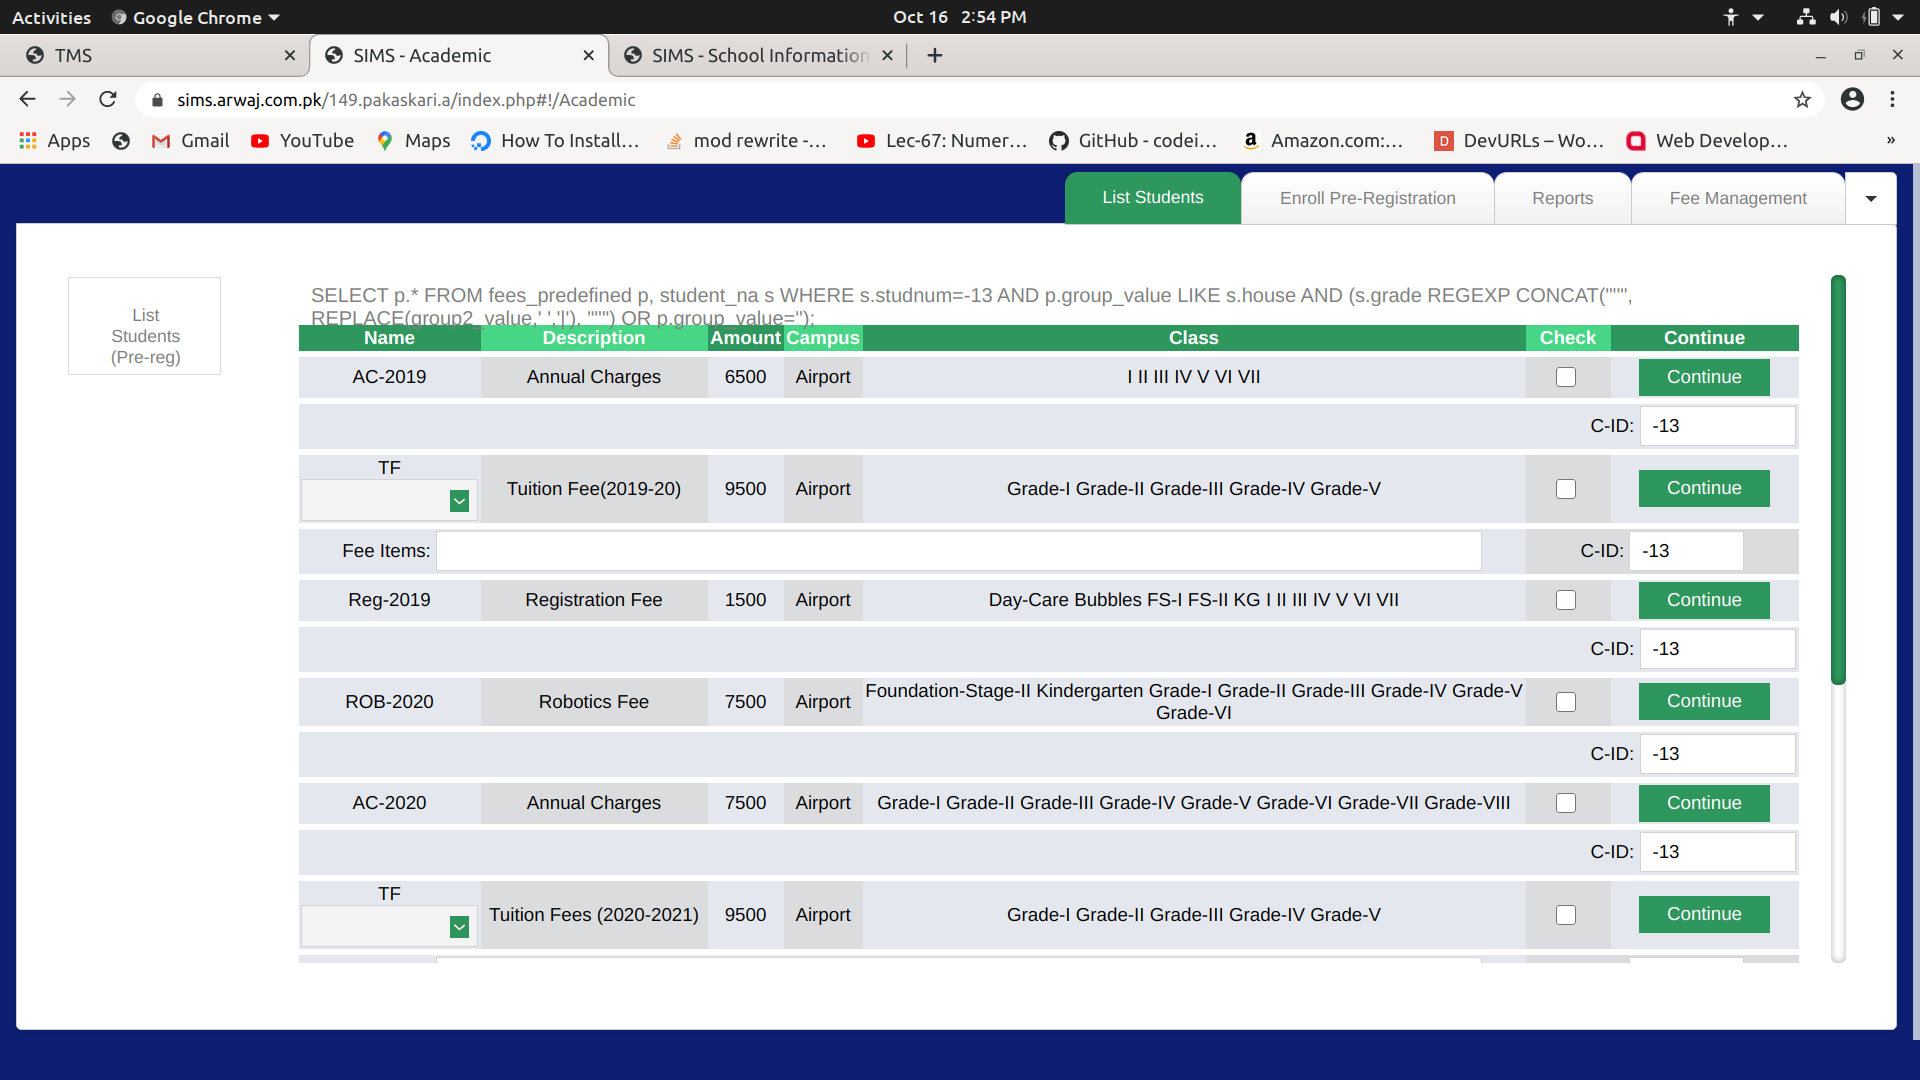 Activities Google Chrome Oct 16 2:54 PM
TMS SIMS - Academic SIMS - School Information
sims.arwaj.com.pk/149.pakaskari.a/index.php#!/Academic
Apps Gmail YouTube Maps How To Install... mod rewrite -... Lec-67: Numer... GitHub - codei... Amazon.com:... D DevURLs – Wo... Web Develop... »
List Students Enroll Pre-Registration Reports Fee Management
List
Students
(Pre-reg)
SELECT p.* FROM fees_predefined p, student_na s WHERE s.studnum=-13 AND p.group_value LIKE s.house AND (s.grade REGEXP CONCAT('"'",
REPLACE(group2_value,' ','|'), '"'") OR p.group_value='');
Name Description Amount Campus Class Check Continue
AC-2019 Annual Charges 6500 Airport I II III IV V VI VII Continue
C-ID: -13
TF
Tuition Fee(2019-20) 9500 Airport Grade-I Grade-II Grade-III Grade-IV Grade-V Continue
Fee Items: C-ID: -13
Reg-2019 Registration Fee 1500 Airport Day-Care Bubbles FS-I FS-II KG I II III IV V VI VII Continue
C-ID: -13
ROB-2020 Robotics Fee 7500 Airport Foundation-Stage-II Kindergarten Grade-I Grade-II Grade-III Grade-IV Grade-V Continue
Grade-VI
C-ID: -13
AC-2020 Annual Charges 7500 Airport Grade-I Grade-II Grade-III Grade-IV Grade-V Grade-VI Grade-VII Grade-VIII Continue
C-ID: -13
TF
Tuition Fees (2020-2021) 9500 Airport Grade-I Grade-II Grade-III Grade-IV Grade-V Continue